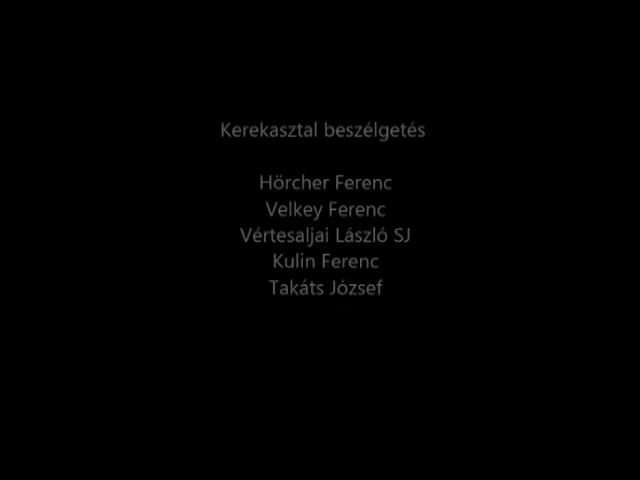 Kerekasztal beszélgetés
Hörcher Ferenc
Velkey Ferenc
Vértesaljai László SJ
Kulin Ferenc
Takáts József